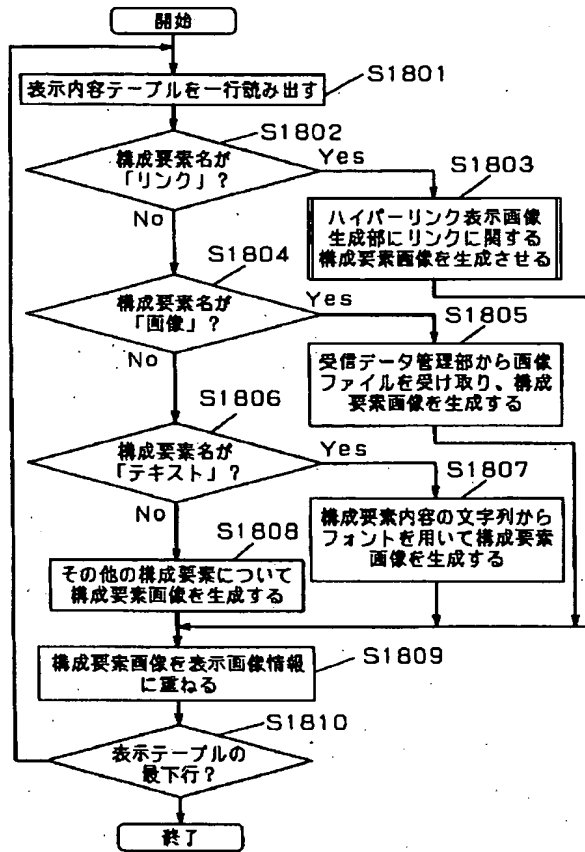 開始
表示内容テーブルを一行読み出す
S1801
S1802
構成要素名が
「リンク」?
Yes
No
S1803
ハイパーリンク表示画像
生成部にリンクに関する
構成要素画像を生成させる
S1804
構成要素名が
「画像」?
Yes
No
S1805
受信データ管理部から画像
ファイルを受け取り、構成
要素画像を生成する
S1806
構成要素名が
「テキスト」?
Yes
No
S1807
構成要素内容の文字列から
フォントを用いて構成要素
画像を生成する
S1808
その他の構成要素について
構成要素画像を生成する
構成要素画像を表示画像情報
に重ねる
S1809
S1810
表示テーブルの
最下行?
終了